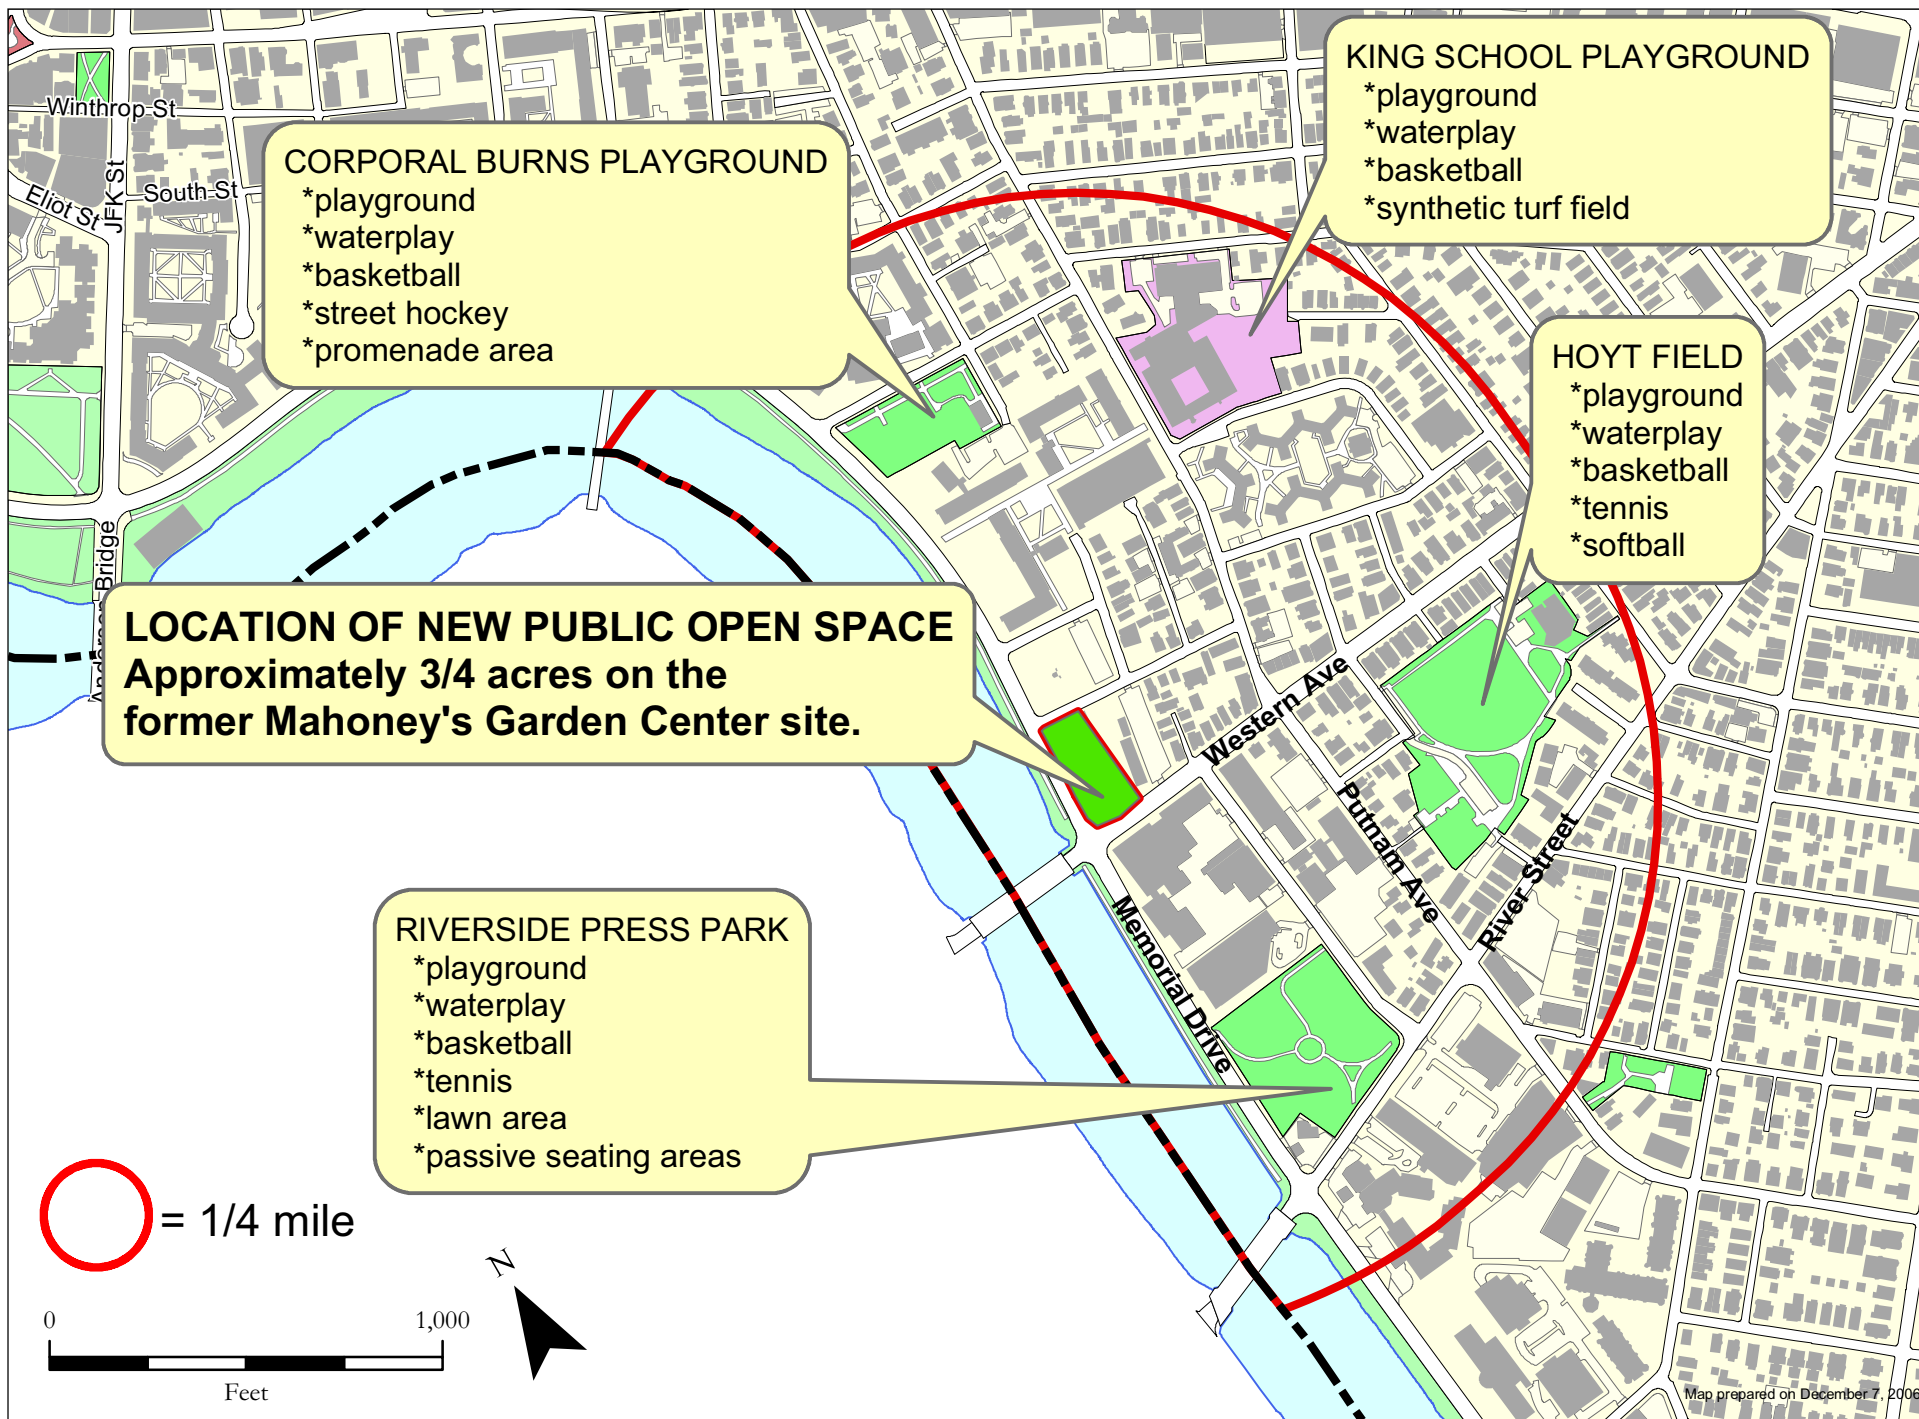 Winthrop St
Eliot St
JFK St
South St
CORPORAL BURNS PLAYGROUND
*playground
*waterplay
*basketball
*street hockey
*promenade area
KING SCHOOL PLAYGROUND
*playground
*waterplay
*basketball
*synthetic turf field
HOYT FIELD
*playground
*waterplay
*basketball
*tennis
*softball
Anderson Bridge
LOCATION OF NEW PUBLIC OPEN SPACE
Approximately 3/4 acres on the
former Mahoney's Garden Center site.
Western Ave
Putnam Ave
River Street
Memorial Drive
RIVERSIDE PRESS PARK
*playground
*waterplay
*basketball
*tennis
*lawn area
*passive seating areas
= 1/4 mile
N
0 1,000
Feet
Map prepared on December 7, 2006